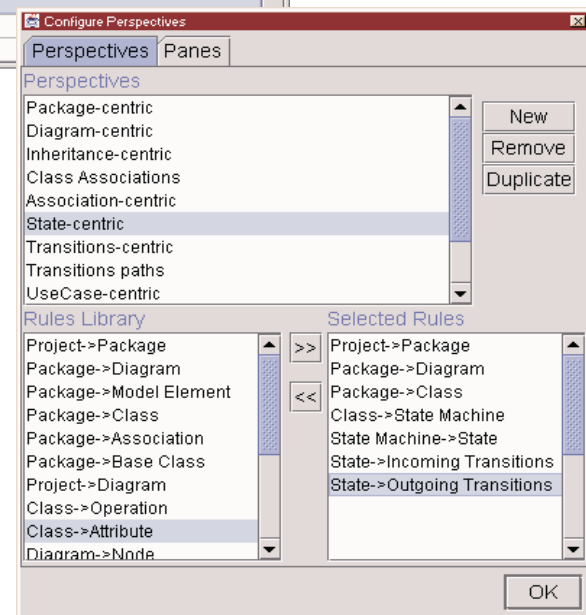 Configure Perspectives
Perspectives Panes
Perspectives
Package-centric
Diagram-centric
Inheritance-centric
Class Associations
Association-centric
State-centric
Transitions-centric
Transitions paths
UseCase-centric
New
Remove
Duplicate
Rules Library
Project->Package
Package->Diagram
Package->Model Element
Package->Class
Package->Association
Package->Base Class
Project->Diagram
Class->Operation
Class->Attribute
Diagram->Node
>>
<<
Selected Rules
Project->Package
Package->Diagram
Package->Class
Class->State Machine
State Machine->State
State->Incoming Transitions
State->Outgoing Transitions
OK